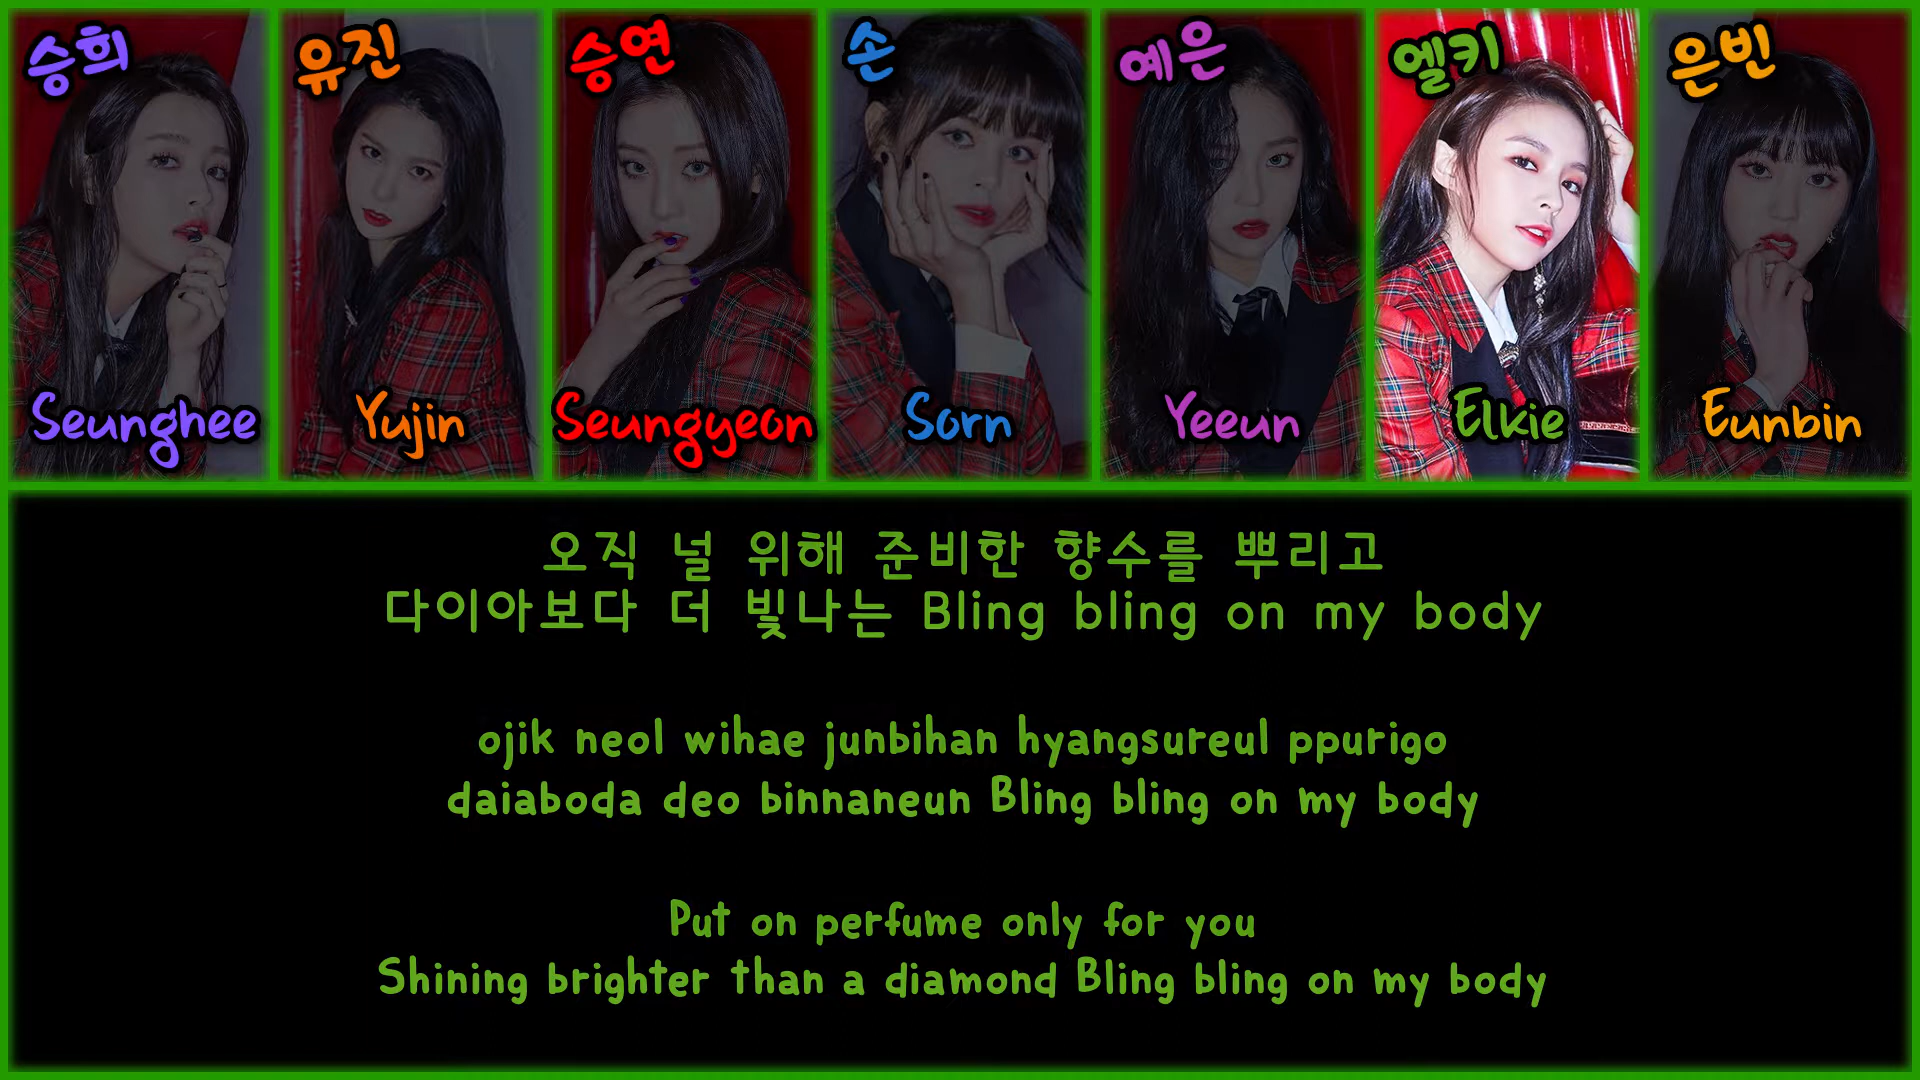 승희
유진
승연
손
예은
엘키
은빈
Seunghee
Yujin
Seungyeon
Sorn
Yeeun
Elkie
Eunbin
오직 널 위해 준비한 향수를 뿌리고
다이아보다 더 빛나는 Bling bling on my body
ojik neol wihae junbihan hyangsureul ppurigo
daiaboda deo binnaneun Bling bling on my body
Put on perfume only for you
Shining brighter than a diamond Bling bling on my body